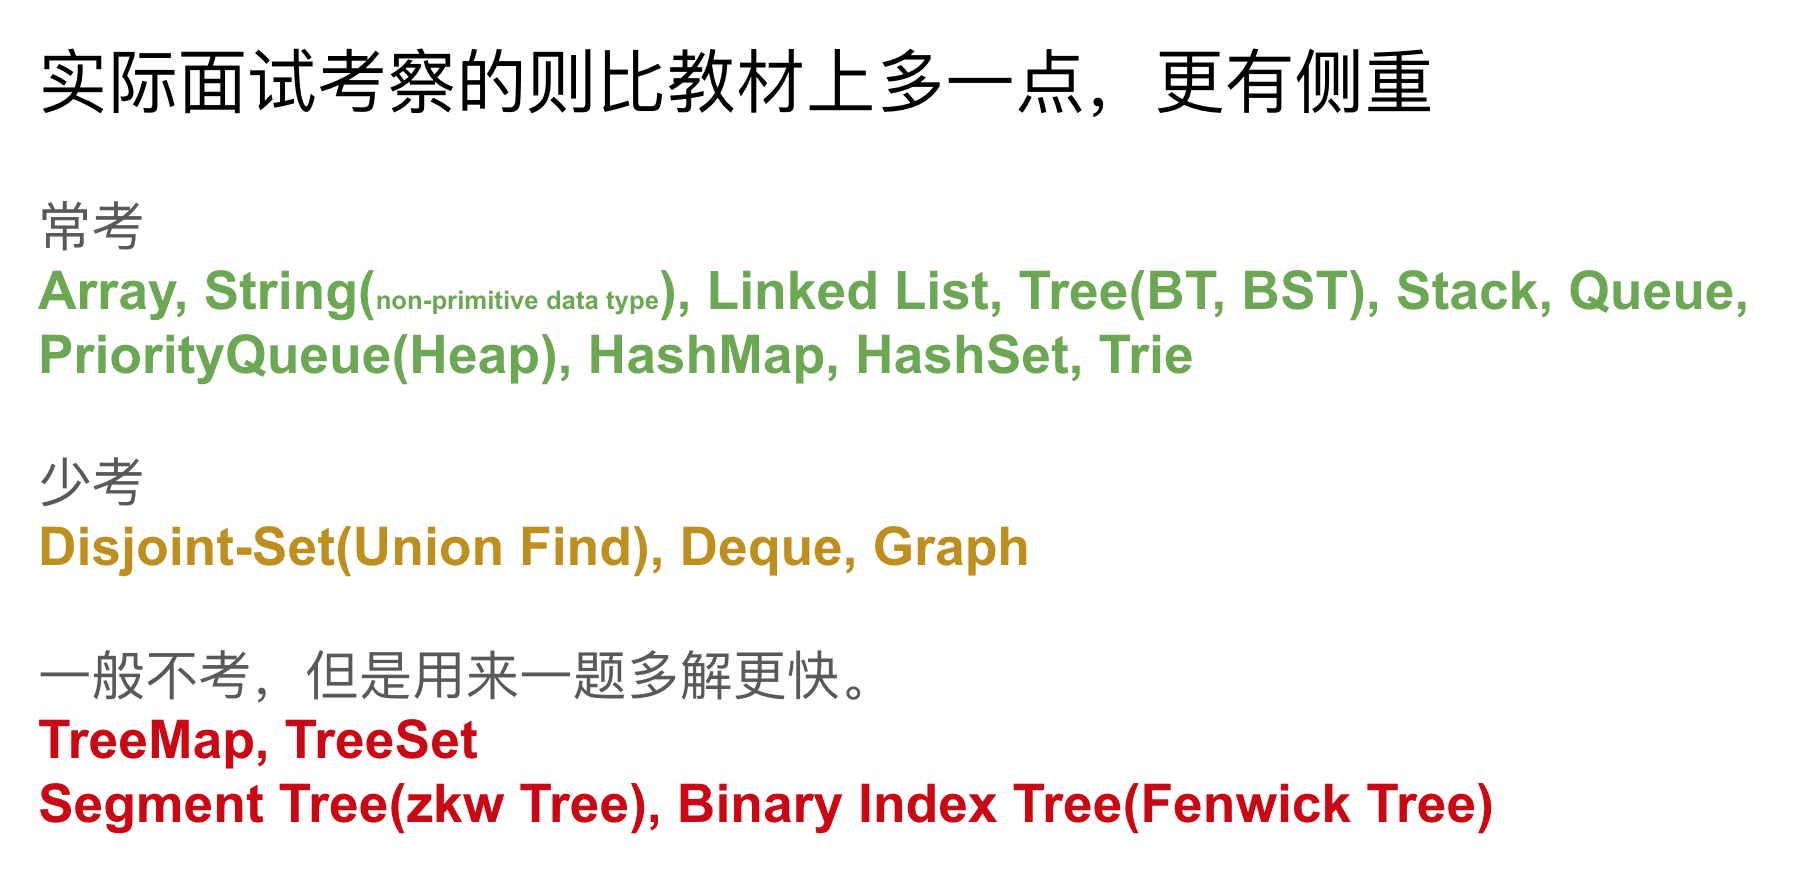 实际面试考察的则比教材上多一点，更有侧重
常考
Array, String(non-primitive data type), Linked List, Tree(BT, BST), Stack, Queue,
PriorityQueue(Heap), HashMap, HashSet, Trie
少考
Disjoint-Set(Union Find), Deque, Graph
一般不考，但是用来一题多解更快。
TreeMap, TreeSet
Segment Tree(zkw Tree), Binary Index Tree(Fenwick Tree)